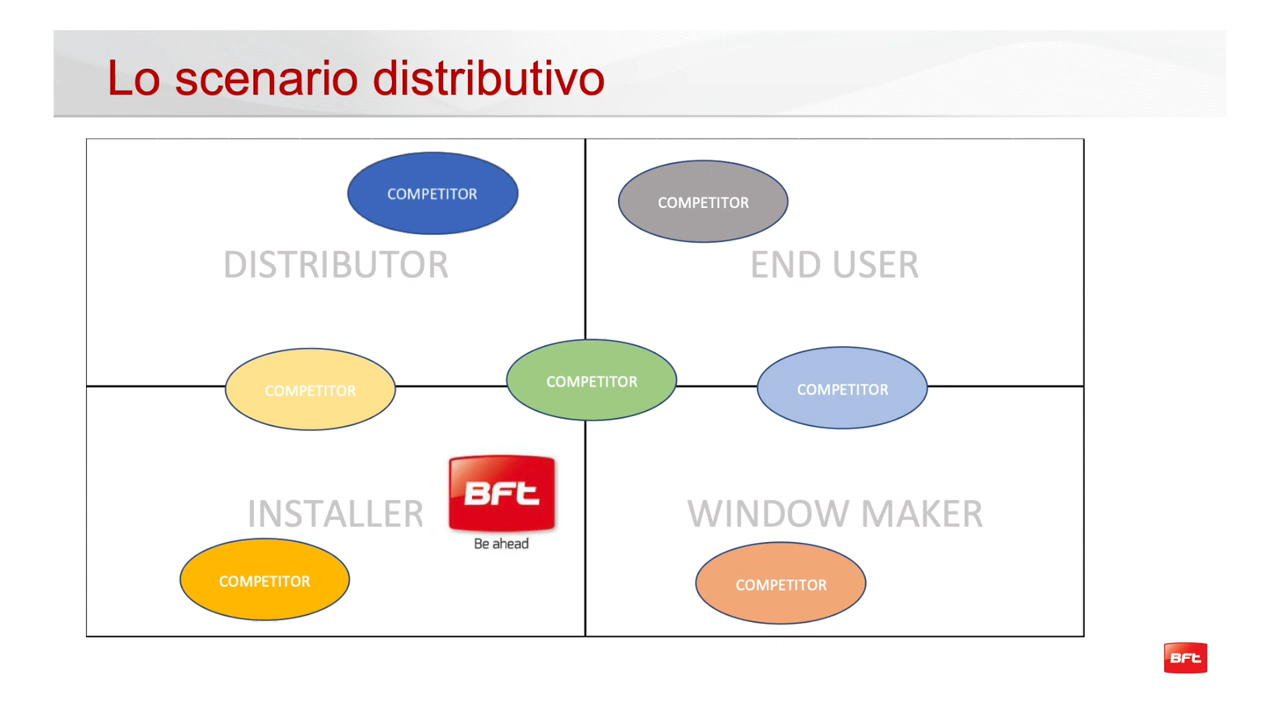 Lo scenario distributivo
COMPETITOR
COMPETITOR
DISTRIBUTOR
END USER
COMPETITOR
COMPETITOR
COMPETITOR
BFt
Be ahead
INSTALLER
WINDOW MAKER
COMPETITOR
COMPETITOR
BFt